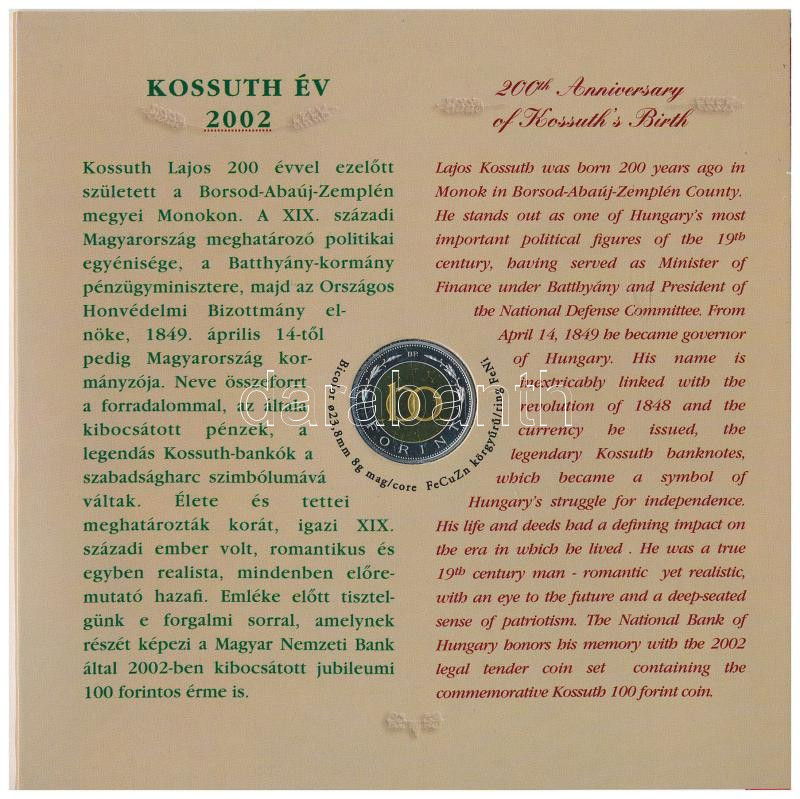 KOSSUTH ÉV
2002
Kossuth Lajos 200 évvel ezelőtt
született a Borsod-Abaúj-Zemplén
megyei Monokon. A XIX. századi
Magyarország meghatározó politikai
egyénisége, a Batthyány-kormány
pénzügyminisztere, majd az Országos
Honvédelmi Bizottmány el-
nöke, 1849. április 14-től
pedig Magyarország kor-
mányzója. Neve összeforrt
a forradalommal, az általa
kibocsátott pénzek, a
legendás Kossuth-bankók a
szabadságharc szimbólumává
váltak. Élete és tettei
meghatározták korát, igazi XIX.
századi ember volt, romantikus és
egyben realista, mindenben előre-
mutató hazafi. Emléke előtt tisztel-
günk e forgalmi sorral, amelynek
részét képezi a Magyar Nemzeti Bank
által 2002-ben kibocsátott jubileumi
100 forintos érme is.
BP.
100
FORINT
Bicolor ø23,8mm 8g mag/core FeCuZn körgyűrű/ring FeNi
darabanth
200th Anniversary
of Kossuth's Birth
Lajos Kossuth was born 200 years ago in
Monok in Borsod-Abaúj-Zemplén County.
He stands out as one of Hungary's most
important political figures of the 19th
century, having served as Minister of
Finance under Batthyány and President of
the National Defense Committee. From
April 14, 1849 he became governor
of Hungary. His name is
inextricably linked with the
revolution of 1848 and the
currency he issued, the
legendary Kossuth banknotes,
which became a symbol of
Hungary's struggle for independence.
His life and deeds had a defining impact on
the era in which he lived . He was a true
19th century man - romantic yet realistic,
with an eye to the future and a deep-seated
sense of patriotism. The National Bank of
Hungary honors his memory with the 2002
legal tender coin set containing the
commemorative Kossuth 100 forint coin.